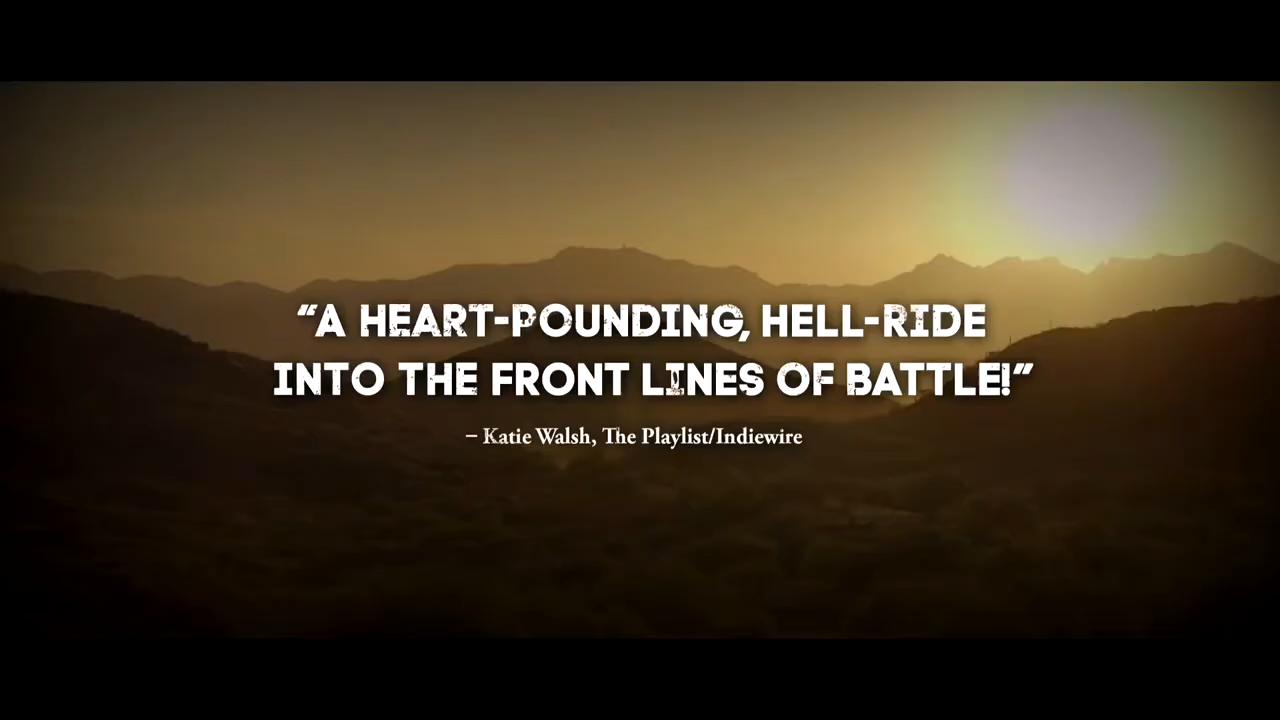 “A HEART-POUNDING, HELL-RIDE
INTO THE FRONT LINES OF BATTLE!”
– Katie Walsh, The Playlist/Indiewire